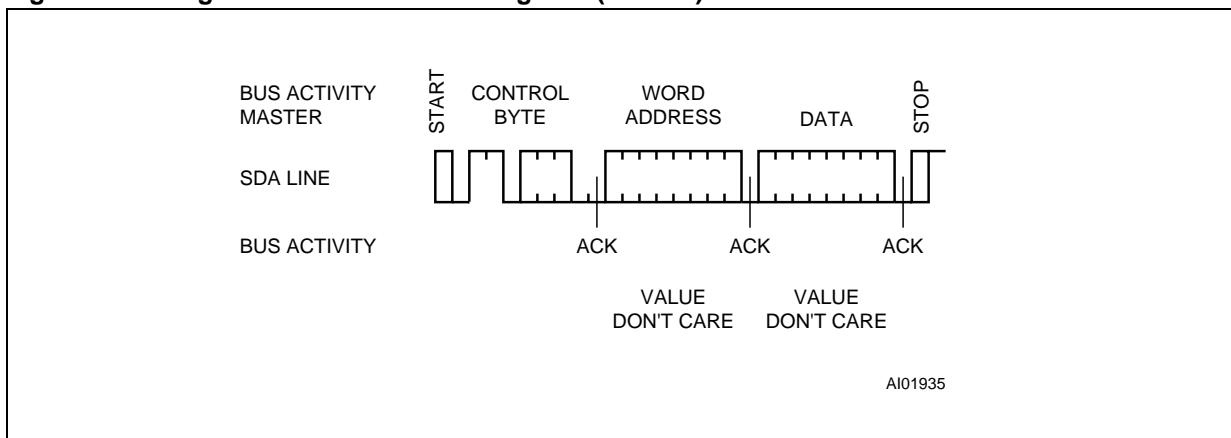 BUS ACTIVITY
MASTER
START
CONTROL
BYTE
WORD
ADDRESS
DATA
STOP
SDA LINE
BUS ACTIVITY
ACK
ACK
ACK
VALUE
DON'T CARE
VALUE
DON'T CARE
AI01935